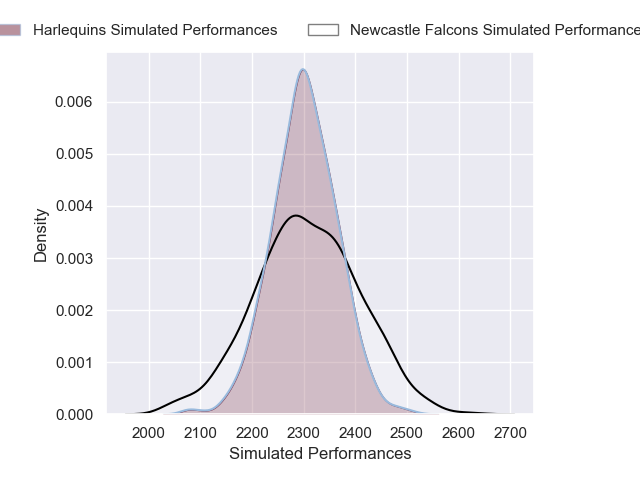 Harlequins Simulated Performances
Newcastle Falcons Simulated Performance
0.006
0.005
0.004
0.003
0.002
0.001
0.000
Density
2000 2100 2200 2300 2400 2500 2600 2700
Simulated Performances